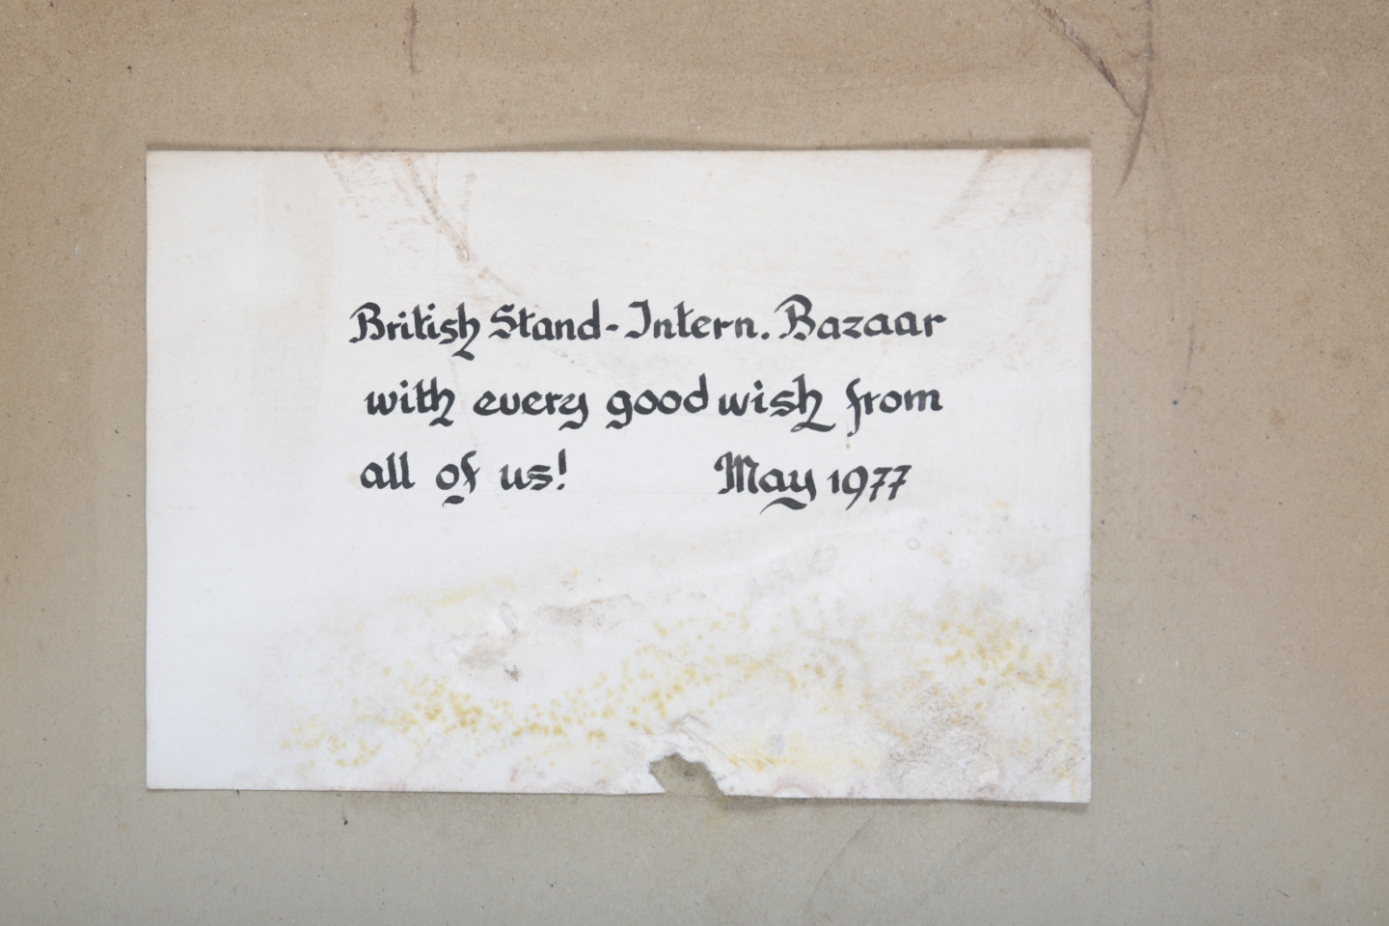 British Stand-Intern. Bazaar
with every good wish from
all of us! May 1977